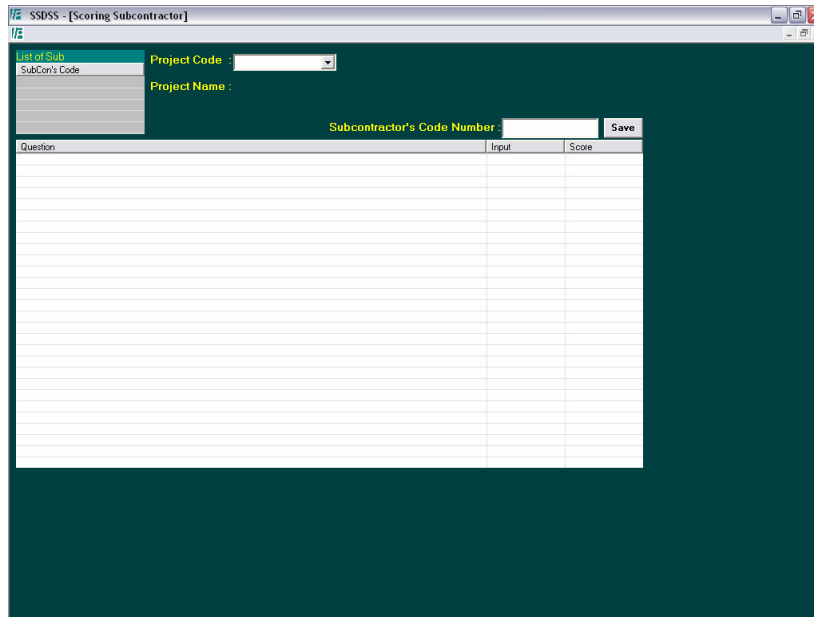 SSDSS - [Scoring Subcontractor]
List of Sub
SubCon's Code
Project Code :
Project Name :
Subcontractor's Code Number :
Save
Question Input Score